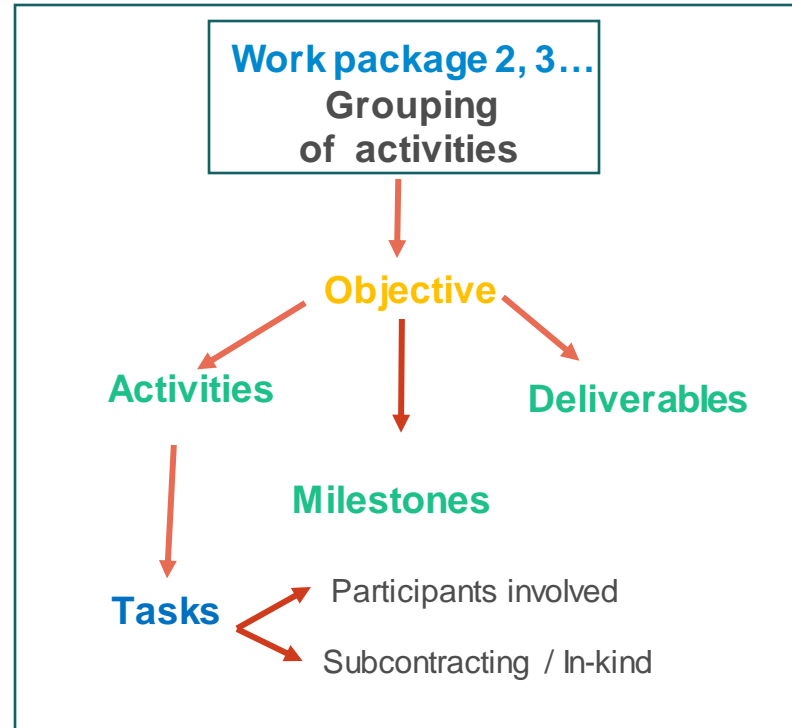 Work package 2, 3…
Grouping
of activities
Objective
Activities
Deliverables
Milestones
Tasks
Participants involved
Subcontracting / In-kind